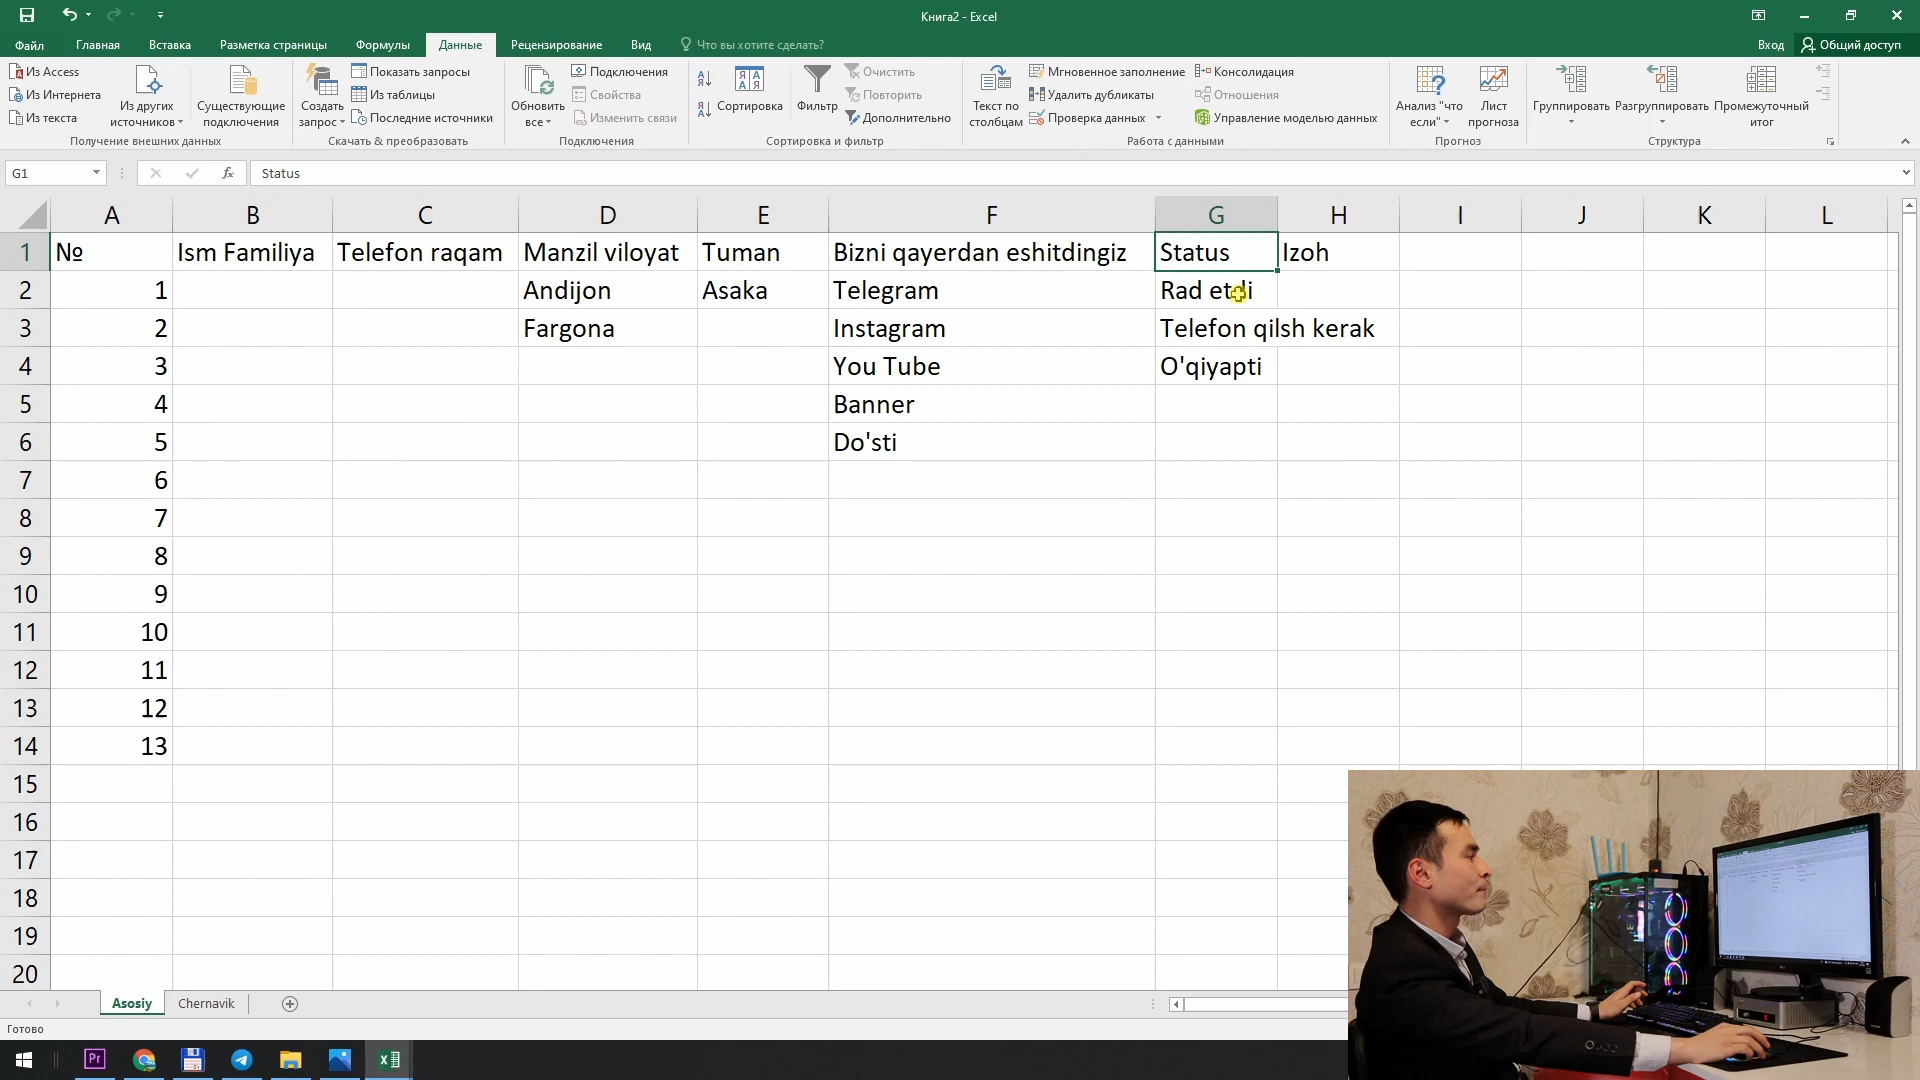 Книга2 - Excel
Файл Главная Вставка Разметка страницы Формулы Данные Рецензирование Вид Что вы хотите сделать? Вход Общий доступ
Из Access
Из Интернета
Из текста
Из других источников
Существующие подключения
Получение внешних данных
Создать запрос
Показать запросы
Из таблицы
Последние источники
Скачать & преобразовать
Обновить все
Подключения
Свойства
Изменить связи
Подключения
Сортировка
Фильтр
Очистить
Повторить
Дополнительно
Сортировка и фильтр
Текст по столбцам
Мгновенное заполнение
Удалить дубликаты
Проверка данных
Консолидация
Отношения
Управление моделью данных
Работа с данными
Анализ "что если"
Лист прогноза
Прогноз
Группировать
Разгруппировать
Промежуточный итог
Структура
G1 fx Status
A B C D E F G H I J K L
1 № Ism Familiya Telefon raqam Manzil viloyat Tuman Bizni qayerdan eshitdingiz Status Izoh
2 1 Andijon Asaka Telegram Rad etdi
3 2 Fargona Instagram Telefon qilsh kerak
4 3 You Tube O'qiyapti
5 4 Banner
6 5 Do'sti
7 6
8 7
9 8
10 9
11 10
12 11
13 12
14 13
15
16
17
18
19
20
Asosiy Chernavik
Готово
Pr